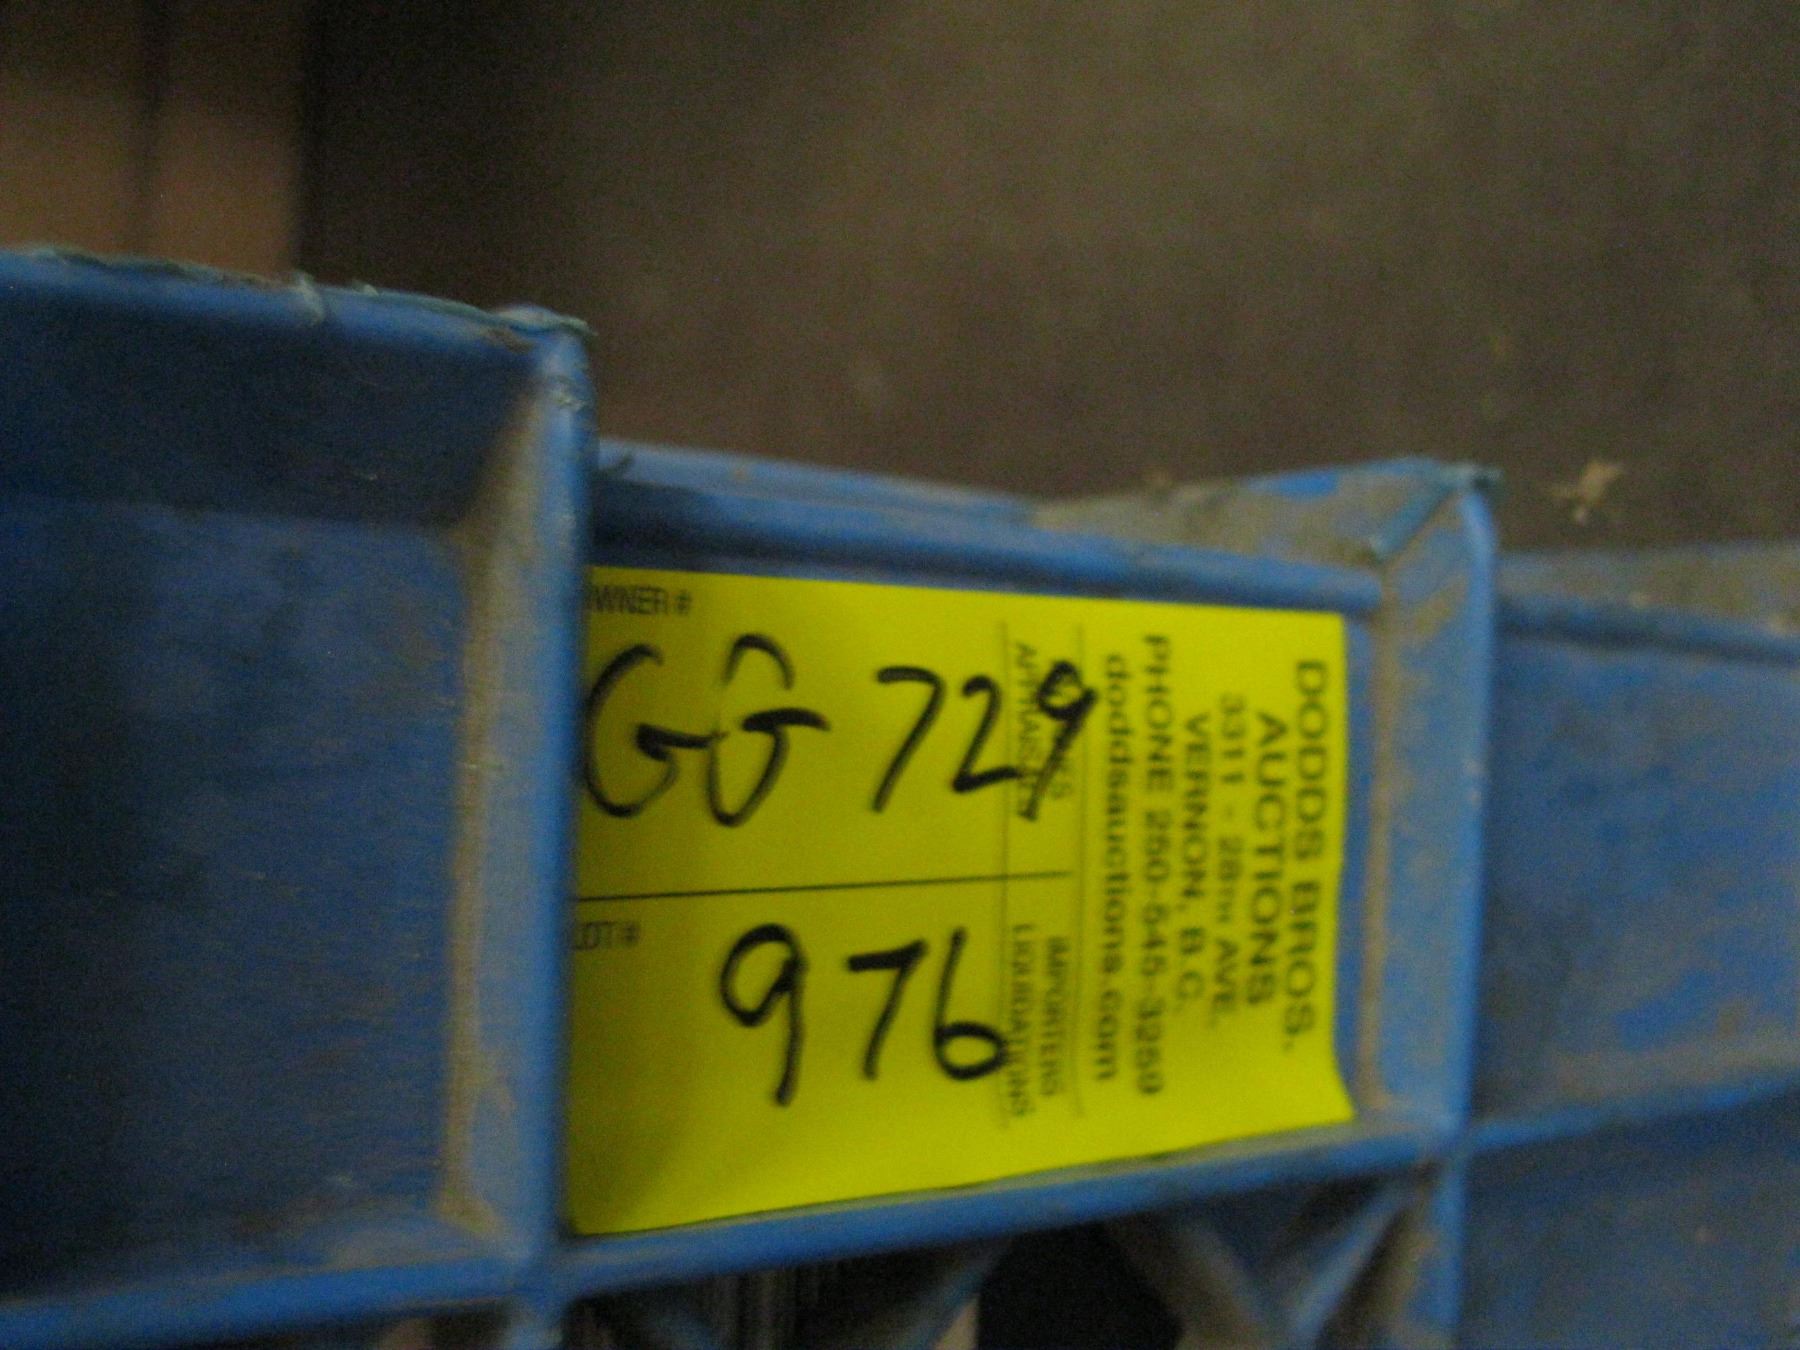 DODDS BROS.
AUCTIONS
3311 - 28TH AVE.
VERNON, B.C.
PHONE 250-545-3259
doddsauctions.com
IMPORTERS
APPRAISERS LIQUIDATIONS
OWNER #
GG 729
LOT #
976